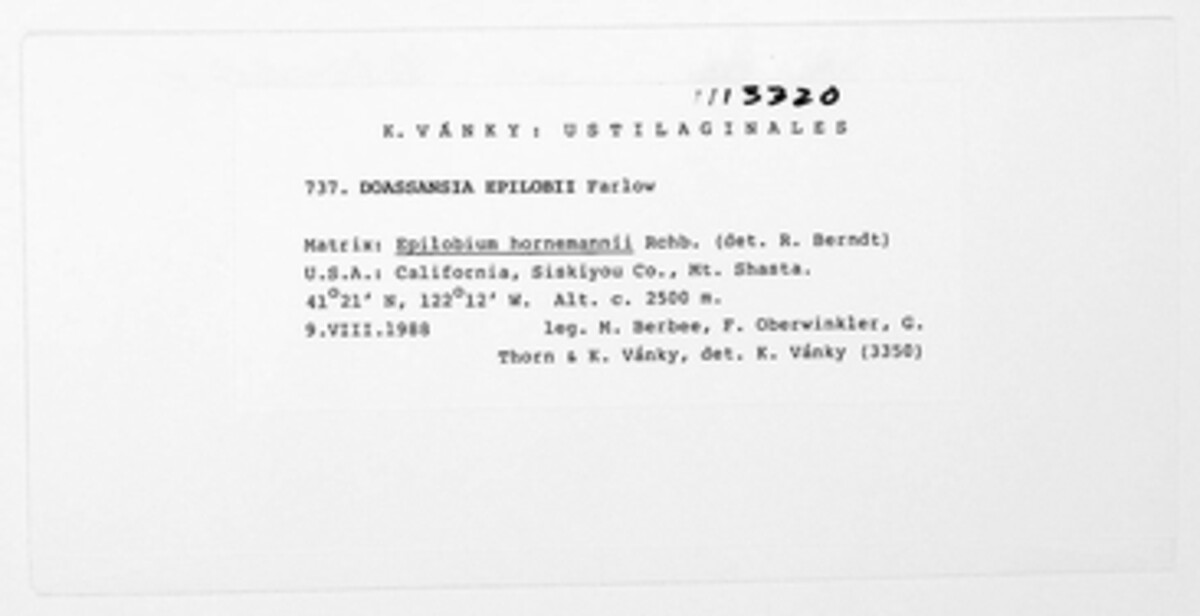 13320
K. VÁNKY: USTILAGINALES
737. DOASSANSIA EPILOBII Farlow
Matrix: Epilobium hornemannii Rchb. (det. R. Berndt)
U.S.A.: California, Siskiyou Co., Mt. Shasta.
41°21' N, 122°12' W. Alt. c. 2500 m.
9.VIII.1988 leg. M. Berbee, F. Oberwinkler, G.
Thorn & K. Vánky, det. K. Vánky (3350)